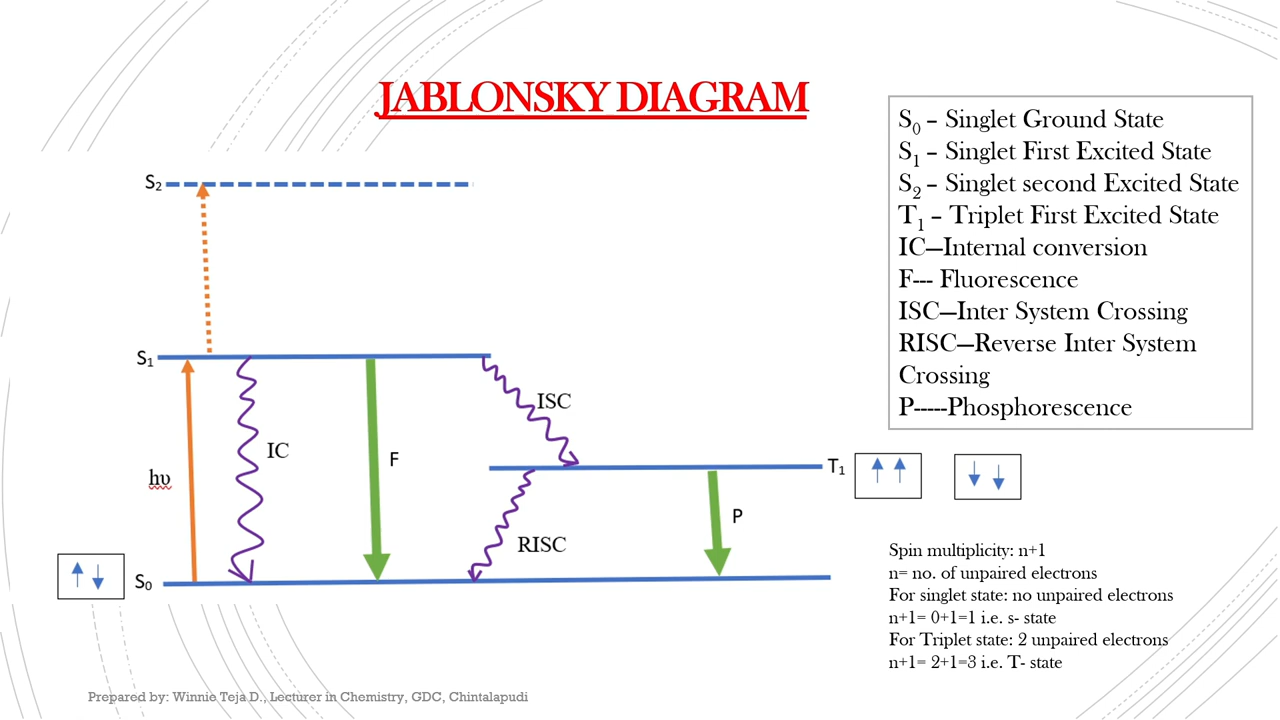 JABLONSKY DIAGRAM
S₀ – Singlet Ground State
S₁ – Singlet First Excited State
S₂ – Singlet second Excited State
T₁ – Triplet First Excited State
IC—Internal conversion
F--- Fluorescence
ISC—Inter System Crossing
RISC—Reverse Inter System
Crossing
P-----Phosphorescence
S₂
S₁
ISC
IC
F
hυ
T₁
P
RISC
S₀
Spin multiplicity: n+1
n= no. of unpaired electrons
For singlet state: no unpaired electrons
n+1= 0+1=1 i.e. s- state
For Triplet state: 2 unpaired electrons
n+1= 2+1=3 i.e. T- state
Prepared by: Winnie Teja D., Lecturer in Chemistry, GDC, Chintalapudi